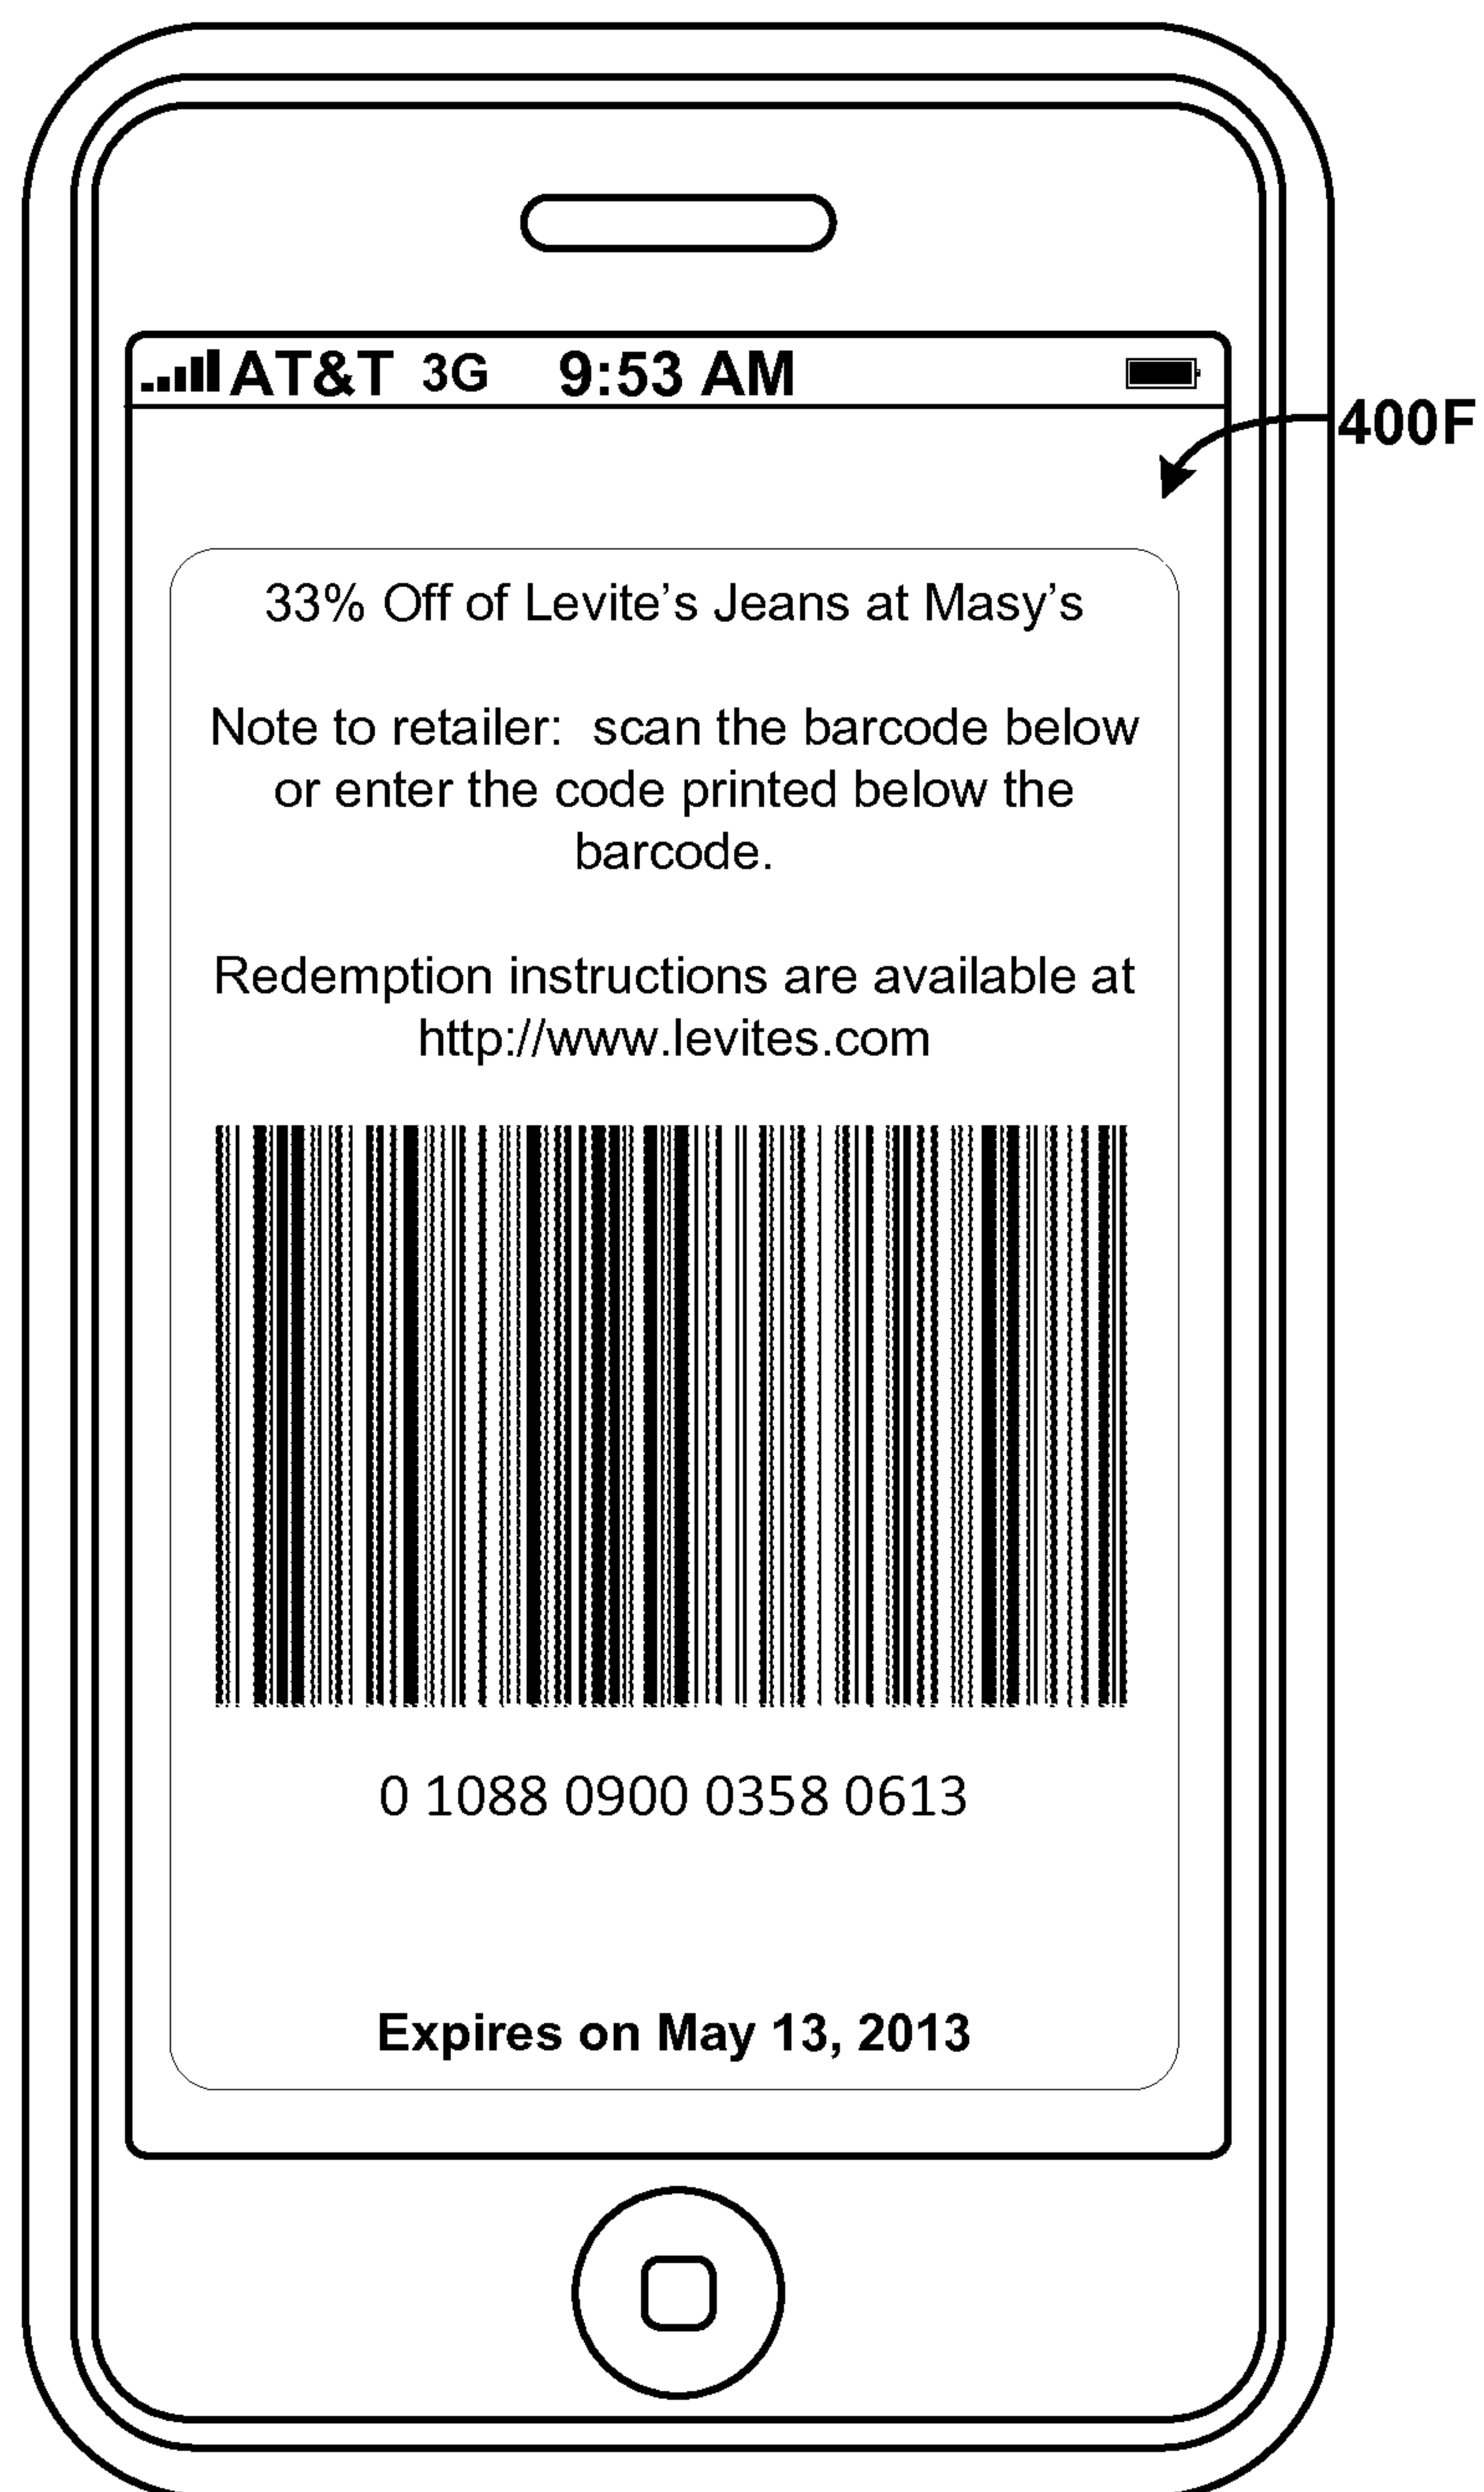 AT&T 3G 9:53 AM
400F
33% Off of Levite’s Jeans at Masy’s
Note to retailer:  scan the barcode below
or enter the code printed below the
barcode.
Redemption instructions are available at
http://www.levites.com
0 1088 0900 0358 0613
Expires on May 13, 2013